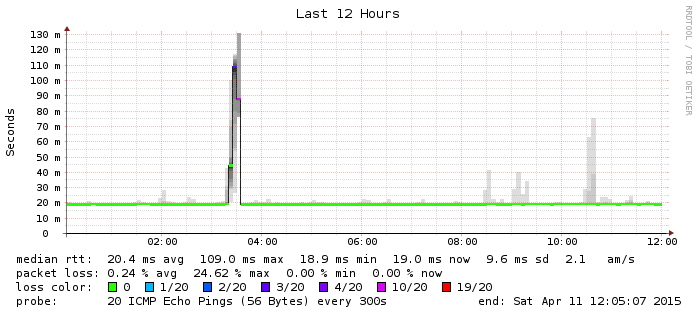 Last 12 Hours
RRDTOOL / TOBI OETIKER
Seconds
130 m
120 m
110 m
100 m
90 m
80 m
70 m
60 m
50 m
40 m
30 m
20 m
10 m
0
02:00 04:00 06:00 08:00 10:00 12:00
median rtt: 20.4 ms avg 109.0 ms max 18.9 ms min 19.0 ms now 9.6 ms sd 2.1 am/s
packet loss: 0.24 % avg 24.62 % max 0.00 % min 0.00 % now
loss color: 0 1/20 2/20 3/20 4/20 10/20 19/20
probe: 20 ICMP Echo Pings (56 Bytes) every 300s end: Sat Apr 11 12:05:07 2015